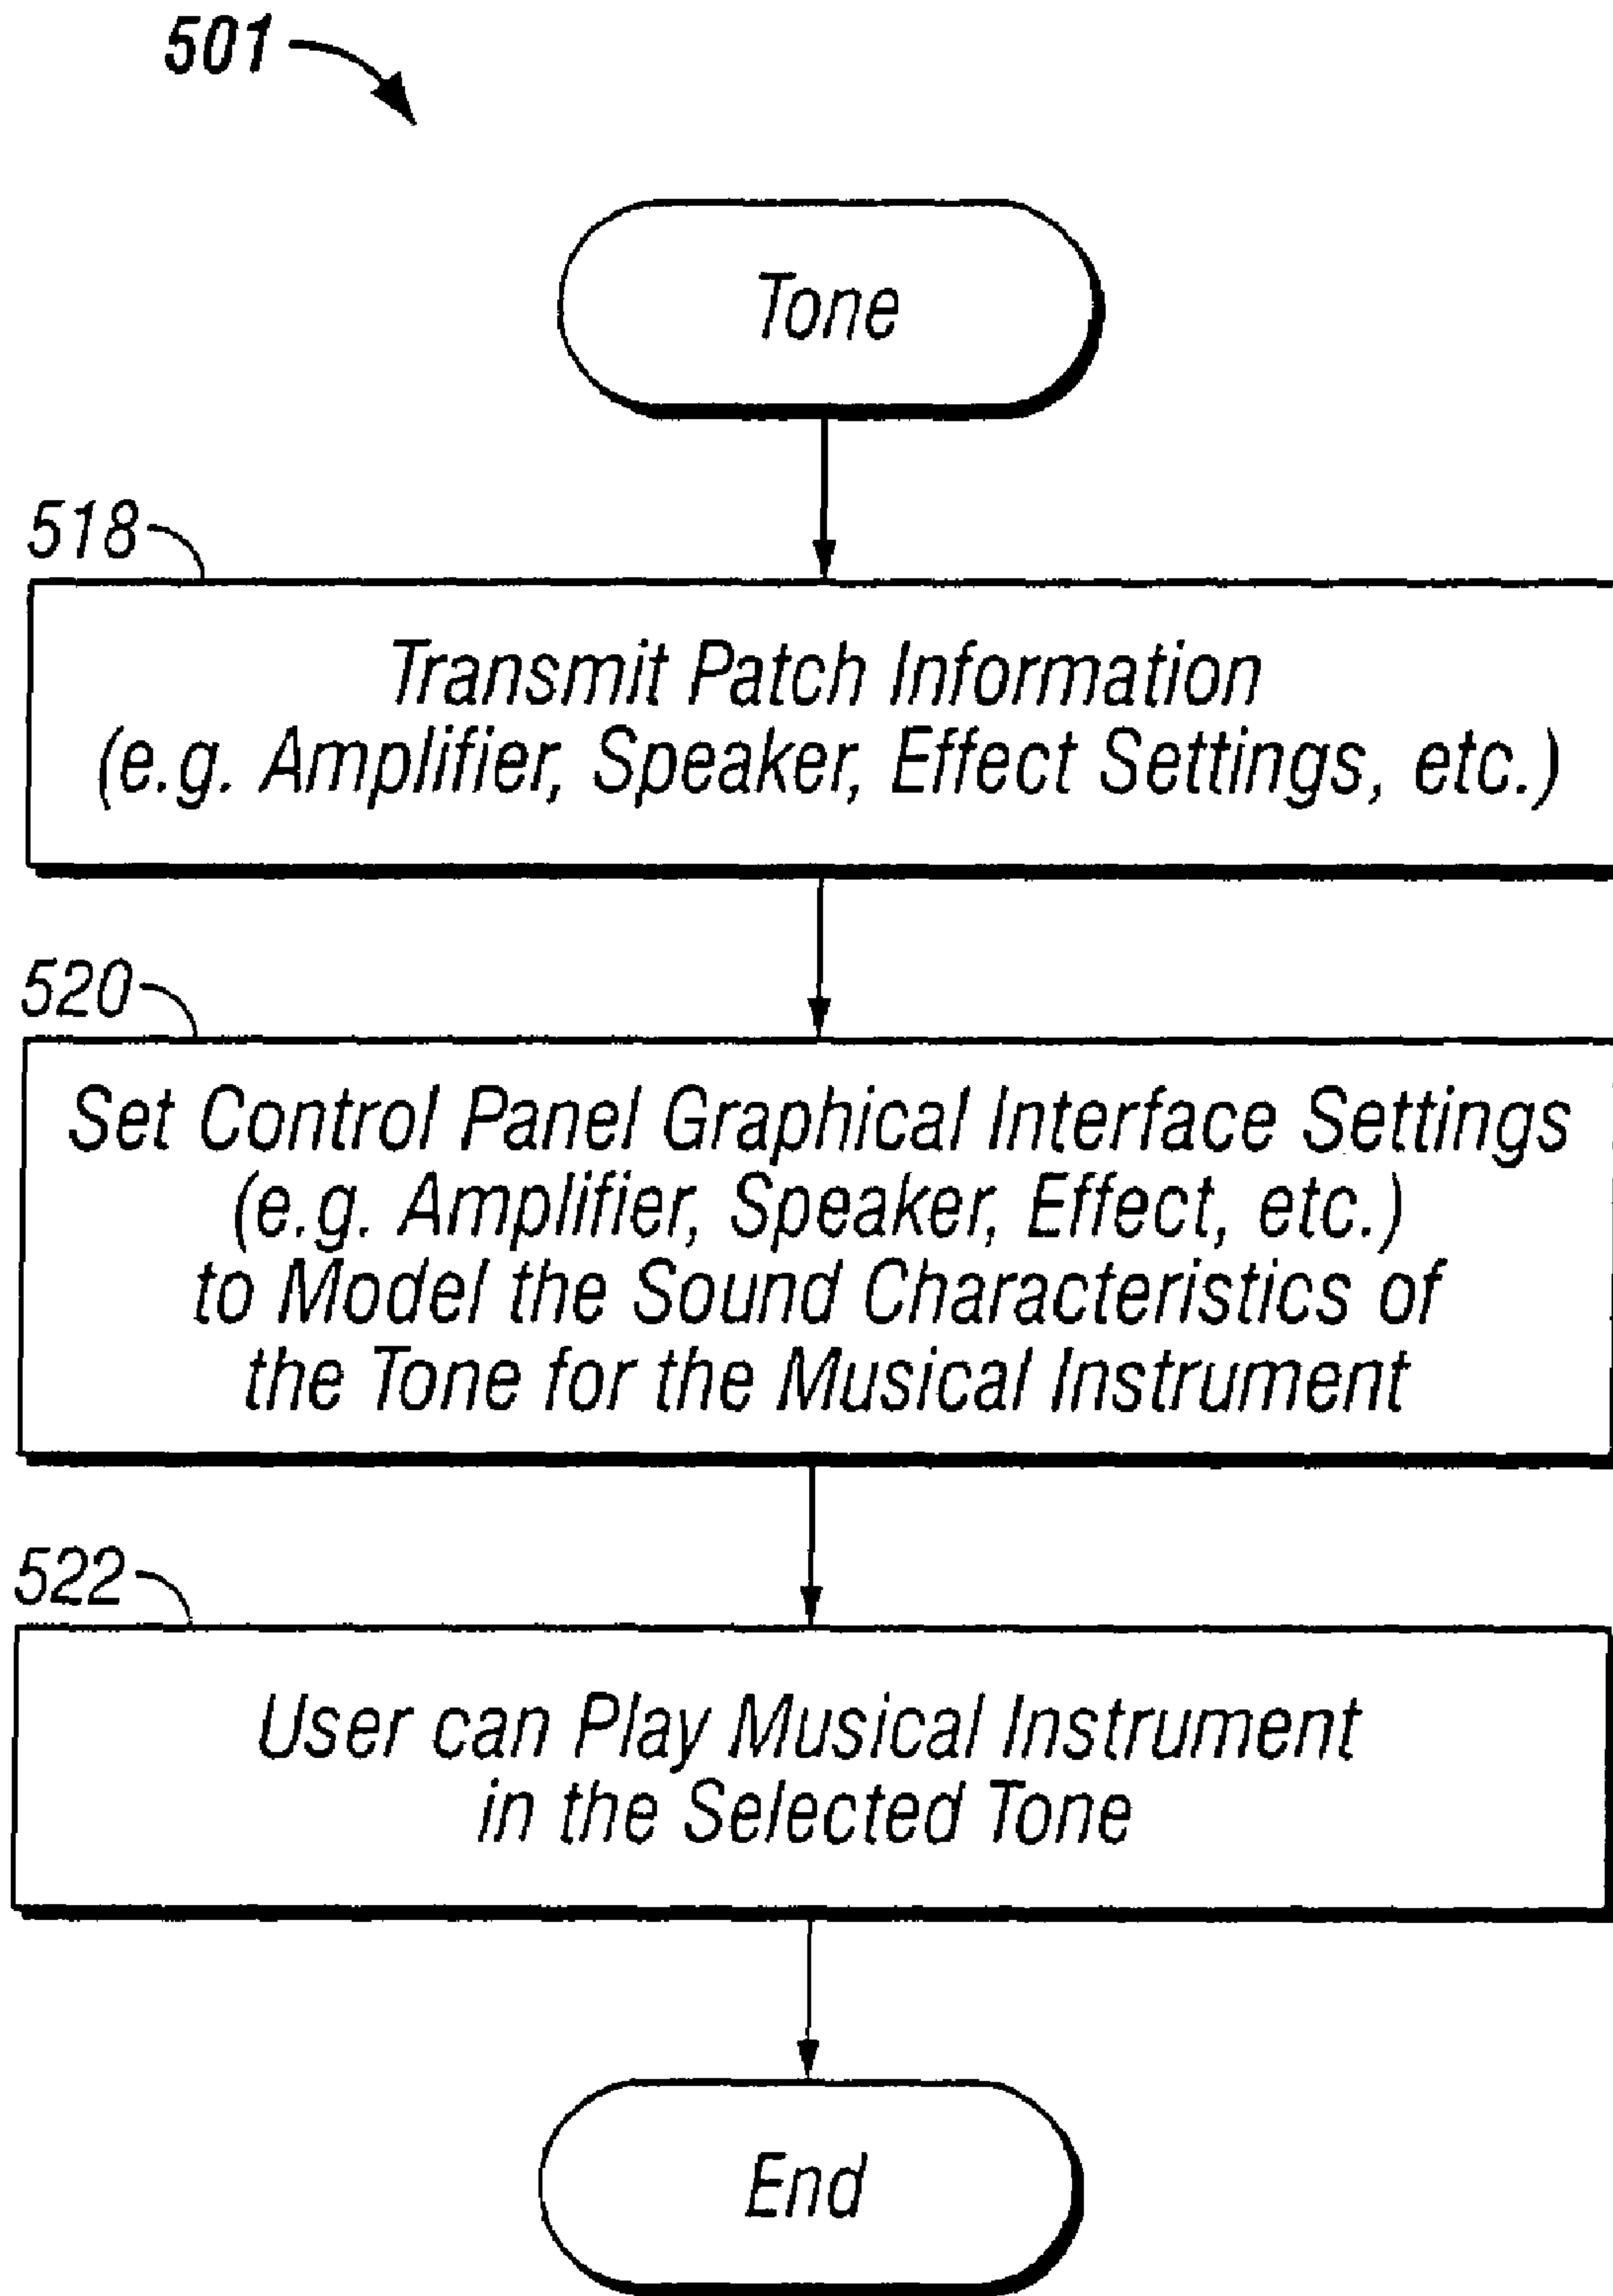 501
Tone
518
Transmit Patch Information
(e.g. Amplifier, Speaker, Effect Settings, etc.)
520
Set Control Panel Graphical Interface Settings
(e.g. Amplifier, Speaker, Effect, etc.)
to Model the Sound Characteristics of
the Tone for the Musical Instrument
522
User can Play Musical Instrument
in the Selected Tone
End